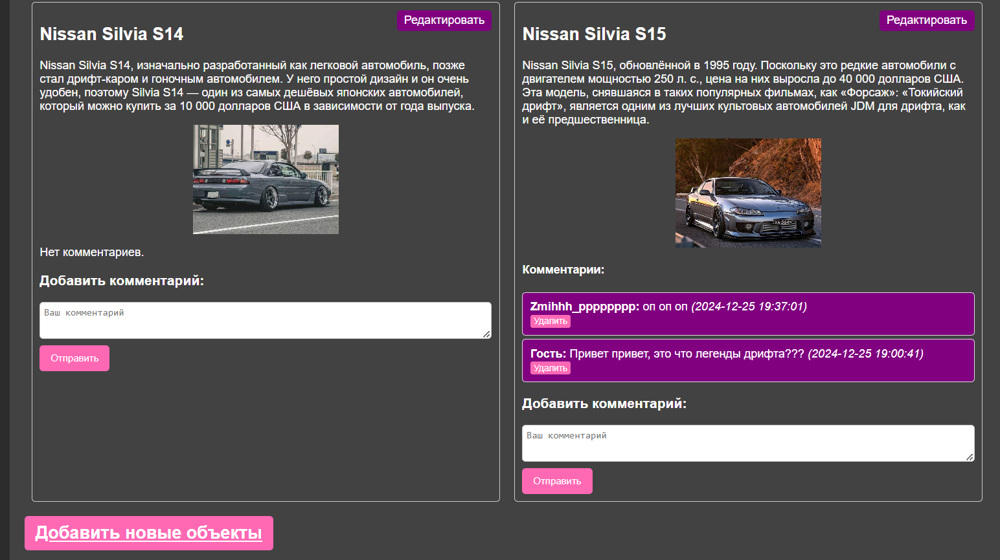 Редактировать
Nissan Silvia S14
Nissan Silvia S14, изначально разработанный как легковой автомобиль, позже
стал дрифт-каром и гоночным автомобилем. У него простой дизайн и он очень
удобен, поэтому Silvia S14 — один из самых дешёвых японских автомобилей,
который можно купить за 10 000 долларов США в зависимости от года выпуска.
Нет комментариев.
Добавить комментарий:
Ваш комментарий
Отправить
Редактировать
Nissan Silvia S15
Nissan Silvia S15, обновлённой в 1995 году. Поскольку это редкие автомобили с
двигателем мощностью 250 л. с., цена на них выросла до 40 000 долларов США.
Эта модель, снявшаяся в таких популярных фильмах, как «Форсаж»: «Токийский
дрифт», является одним из лучших культовых автомобилей JDM для дрифта, как
и её предшественница.
Комментарии:
Zmihhh_pppppppp: оп оп оп (2024-12-25 19:37:01)
Удалить
Гость: Привет привет, это что легенды дрифта??? (2024-12-25 19:00:41)
Удалить
Добавить комментарий:
Ваш комментарий
Отправить
Добавить новые объекты